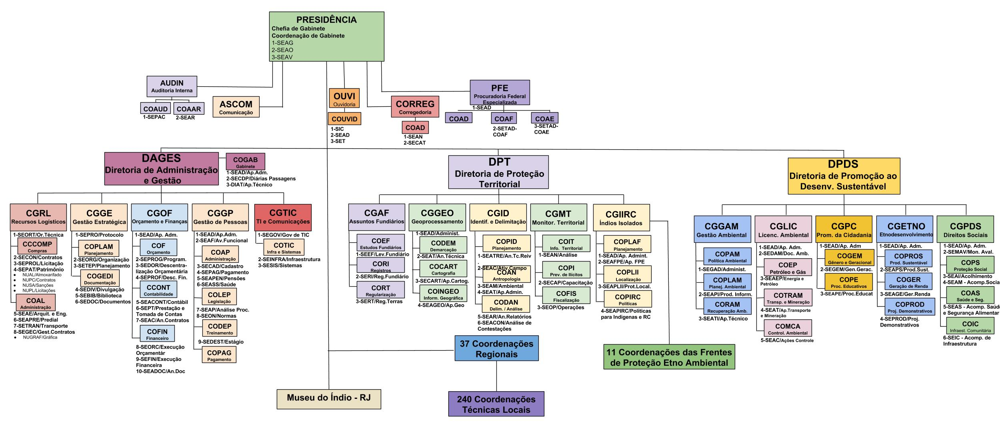 PRESIDÊNCIA
Chefia de Gabinete
Coordenação de Gabinete
1-SEAG
2-SEAO
3-SEAV
AUDIN
Auditoria Interna
COAUD
1-SEPAC
COAAR
2-SEAR
ASCOM
Comunicação
OUVI
Ouvidoria
COUVID
1-SIC
2-SEAD
3-SET
CORREG
Corregedoria
COAD
1-SEAN
2-SECAT
PFE
Procuradoria Federal
Especializada
1-SEAD
COAD
COAF
2-SETAD-
COAF
COAE
3-SETAD-
COAE
DAGES
Diretoria de Administração
e Gestão
COGAB
Gabinete
1-SEAD/Ap.Adm.
2-SECDP/Diárias Passagens
3-DIAT/Ap.Técnico
DPT
Diretoria de Proteção
Territorial
DPDS
Diretoria de Promoção ao
Desenv. Sustentável
CGRL
Recursos Logísticos
1-SEORT/Or.Técnica
CCCOMP
Compras
2-SECON/Contratos
3-SEPROL/Licitação
4-SEPAT/Patrimônio
● NUAL/Almoxarifado
● NUPC/Contratos
● NUSA/Sanções
● NUPL/Licitações
COAL
Administração
5-SEAE/Arquit. e Eng.
6-SEAPRE/Predial
7-SETRAN/Transporte
8-SEGEC/Gest.Contratos
● NUGRAF/Gráfica
CGGE
Gestão Estratégica
1-SEPRO/Protocolo
COPLAM
Planejamento
2-SEORG/Organização
3-SETEP/Planejamento
COGEDI
Documentação
4-SEDIV/Divulgação
5-SEBIB/Biblioteca
6-SEDOC/Documentos
CGOF
Orçamento e Finanças
1-SEAD/Ap. Adm.
COF
Orçamento
2-SEPROG/Program.
3-SEDOR/Descentra-
lização Orçamentária
4-SEPROF/Desc. Fin.
CCONT
Contabilidade
5-SEACONT/Contábil
6-SEPT/Prestação e
Tomada de Contas
7-SEAC/An.Contratos
COFIN
Financeiro
8-SEORC/Execução
Orçamentár
9-SEFIN/Execução
Financeira
10-SEADOC/An.Doc
CGGP
Gestão de Pessoas
1-SEAD/Ap.Adm.
2-SEAF/Av.Funcional
COAP
Administração
3-SECAD/Cadastro
4-SEPAG/Pagamento
5-SEAPEN/Pensões
6-SEASS/Saúde
COLEP
Legislação
7-SEAP/Análise Proc.
8-SEON/Normas
CODEP
Treinamento
9-SEDEST/Estágio
COPAG
Pagamento
CGTIC
TI e Comunicações
1-SEGOV/Gov de TIC
COTIC
Infra e Sistemas
2-SEINFRA/Infraestrutura
3-SESIS/Sistemas
CGAF
Assuntos Fundiários
COEF
Estudos Fundiários
1-SEEF/Lev.Fundiário
CORI
Registros
2-SERI/Reg.Fundiário
CORT
Regularização
3-SERT/Reg.Terras
CGGEO
Geoprocessamento
1-SEAD/Administ.
CODEM
Demarcação
2-SEAT/An.Técnica
COCART
Cartografia
3-SECART/Ap.Cartog.
COINGEO
Inform. Geográfica
4-SEAGEO/Ap.Geo
CGID
Identif. e Delimitação
COPID
Planejamento
1-SEATRE/An.Tc.Reiv
.
2-SEAC/Ativ.Campo
COAN
Antropologia
3-SEAM/Ambiental
4-SEAT/Ap.Admin.
CODAN
Delim. / Análise
5-SEAR/An.Relatórios
6-SEACON/Análise de
Contestações
CGMT
Monitor. Territorial
COIT
Info. Territorial
1-SEAN/Análise
COPI
Prev. de Ilícitos
2-SECAP/Capacitação
COFIS
Fiscalização
3-SEOP/Operações
CGIIRC
Índios Isolados
COPLAF
Planejamento
1-SEAD/Ap. Admint.
2-SEAFPE/Ap. FPE
COPLII
Localização
3-SEAPLII/Prot.Local.
COPIRC
Políticas
4-SEAPIRC/Políticas
para Indígenas e RC
CGGAM
Gestão Ambiental
COPAM
Política Ambiental
1-SEGAD/Administ.
COPLAM
Planej. Ambiental
2-SEAPI/Prod. Inform.
CORAM
Recuperação Amb.
3-SEATI/Ap.Técnico
CGLIC
Licenc. Ambiental
1-SEAD/Ap. Adm.
2-SEDAM/Doc. Amb.
COEP
Petróleo e Gás
3-SEAEP/Energia e
Petróleo
COTRAM
Transp. e Mineração
4-SEAT/Ap.Transporte
e Mineração
COMCA
Control. Ambiental
5-SEAC/Ações Controle
CGPC
Prom. da Cidadania
1-SEAD/Ap. Adm
COGEM
Gênero e Geracional
2-SEGEM/Gen.Gerac.
COPE
Proc. Educativos
3-SEAPE/Proc.Educat
CGETNO
Etnodesenvolvimento
1-SEAD/Ap. Adm.
COPROS
Prod. Sustentável
2-SEAPS/Prod.Sust.
COGER
Geração de Renda
3-SEAGE/Ger.Renda
COPROD
Proj. Demonstrativos
4-SEPROD/Proj.
Demonstrativos
CGPDS
Direitos Sociais
1-SEAD/Ap. Adm.
2-SEMAV/Mon. Aval.
COPS
Proteção Social
3-SEAI/Acolhimento
4-SEAM - Acomp.Socia
COAS
Saúde e Seg.
5-SEAS - Acomp. Saúde
e Segurança Alimentar
COIC
Infraest. Comunitária
6-SEIC - Acomp. de
Infraestrutura
37 Coordenações
Regionais
11 Coordenações das Frentes
de Proteção Etno Ambiental
Museu do Índio - RJ
240 Coordenações
Técnicas Locais